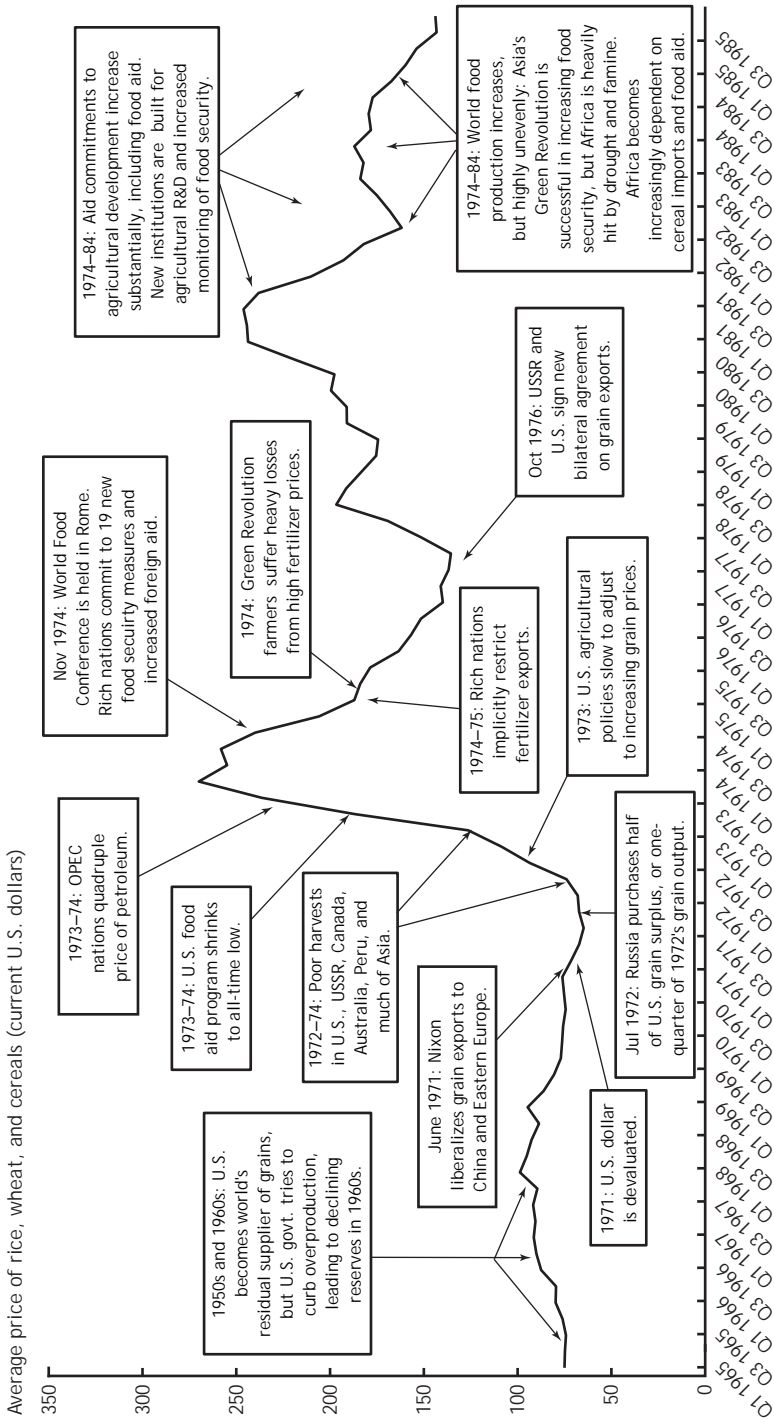 Average price of rice, wheat, and cereals (current U.S. dollars)
350
300
250
200
150
100
50
0
1950s and 1960s: U.S.
becomes world's
residual supplier of grains,
but U.S. govt. tries to
curb overproduction,
leading to declining
reserves in 1960s.
1971: U.S. dollar
is devaluated.
June 1971: Nixon
liberalizes grain exports to
China and Eastern Europe.
Jul 1972: Russia purchases half
of U.S. grain surplus, or one-
quarter of 1972's grain output.
1972–74: Poor harvests
in U.S., USSR, Canada,
Australia, Peru, and
much of Asia.
1973–74: U.S. food
aid program shrinks
to all-time low.
1973–74: OPEC
nations quadruple
price of petroleum.
1973: U.S. agricultural
policies slow to adjust
to increasing grain prices.
1974–75: Rich nations
implicitly restrict
fertilizer exports.
Nov 1974: World Food
Conference is held in Rome.
Rich nations commit to 19 new
food secuirty measures and
increased foreign aid.
1974: Green Revolution
farmers suffer heavy losses
from high fertilizer prices.
Oct 1976: USSR and
U.S. sign new
bilateral agreement
on grain exports.
1974–84: Aid commitments to
agricultural development increase
substantially, including food aid.
New institutions are built for
agricultural R&D and increased
monitoring of food security.
1974–84: World food
production increases,
but highly unevenly: Asia's
Green Revolution is
successful in increasing food
security, but Africa is heavily
hit by drought and famine.
Africa becomes
increasingly dependent on
cereal imports and food aid.
Q1 1965
Q3 1965
Q1 1966
Q3 1966
Q1 1967
Q3 1967
Q1 1968
Q3 1968
Q1 1969
Q3 1969
Q1 1970
Q3 1970
Q1 1971
Q3 1971
Q1 1972
Q3 1972
Q1 1973
Q3 1973
Q1 1974
Q3 1974
Q1 1975
Q3 1975
Q1 1976
Q3 1976
Q1 1977
Q3 1977
Q1 1978
Q3 1978
Q1 1979
Q3 1979
Q1 1980
Q3 1980
Q1 1981
Q3 1981
Q1 1982
Q3 1982
Q1 1983
Q3 1983
Q1 1984
Q3 1984
Q1 1985
Q3 1985